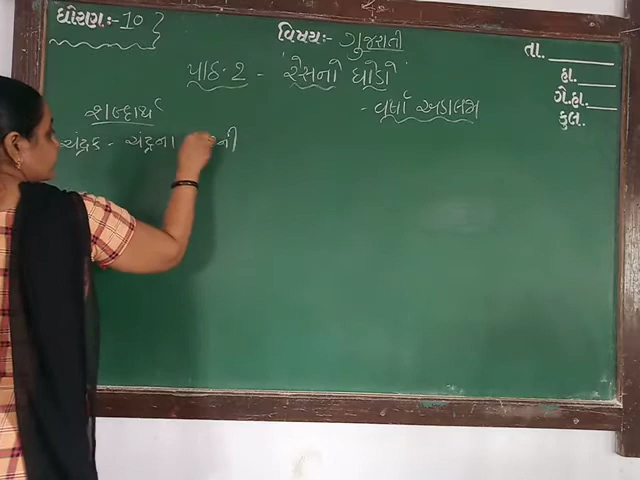 ધોરણ:- 10
વિષય:- ગુજરાતી
તા.
હા.
ગે.હા.
કુલ.
પાઠ-2 - 'રેસનો ઘોડો'
- વર્ષા અડાલજા
શબ્દાર્થ
ચંદ્રક - ચંદ્રના
ની